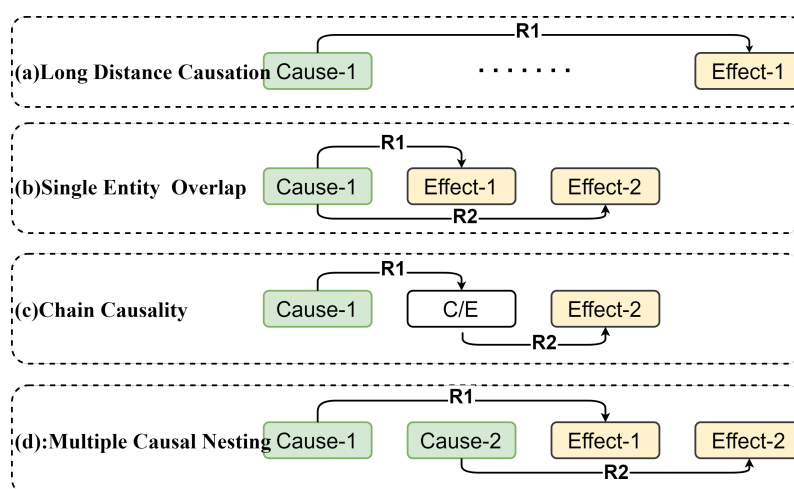 R1
(a)Long Distance Causation Cause-1 ....... Effect-1
R1
(b)Single Entity Overlap Cause-1 Effect-1 Effect-2
R2
R1
(c)Chain Causality Cause-1 C/E Effect-2
R2
R1
(d):Multiple Causal Nesting Cause-1 Cause-2 Effect-1 Effect-2
R2